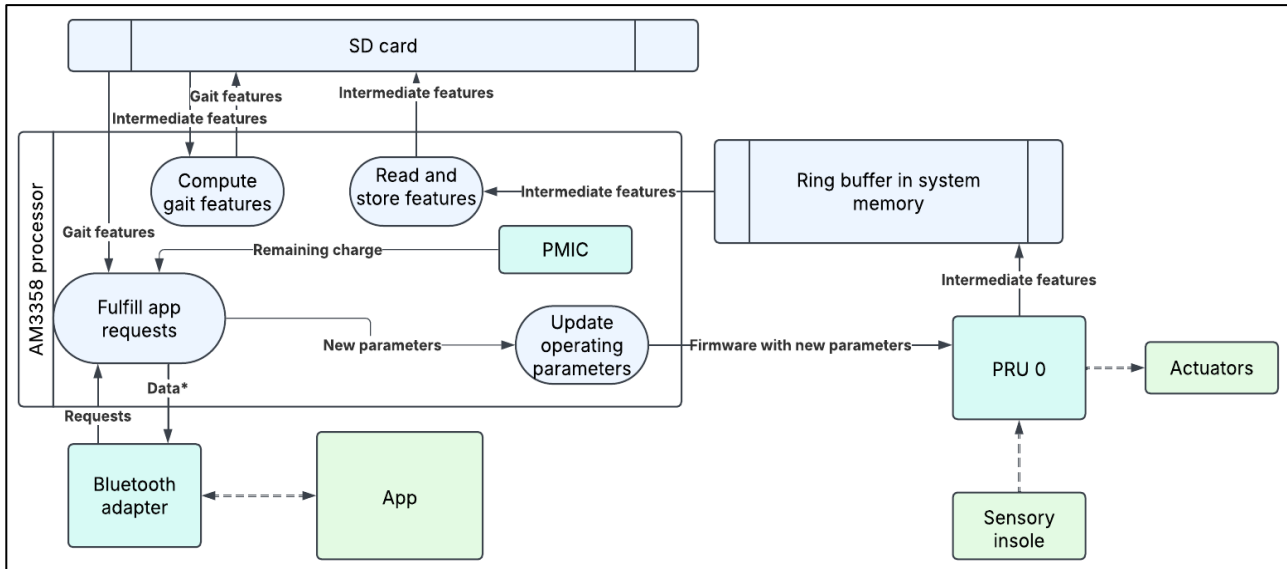 SD card
Gait features
Intermediate features
Intermediate features
AM3358 processor
Compute
gait features
Read and
store features
Intermediate features
Ring buffer in system
memory
Gait features
Remaining charge
PMIC
Intermediate features
Fulfill app
requests
New parameters
Update
operating
parameters
Firmware with new parameters
PRU 0
Actuators
Data*
Requests
Bluetooth
adapter
App
Sensory
insole